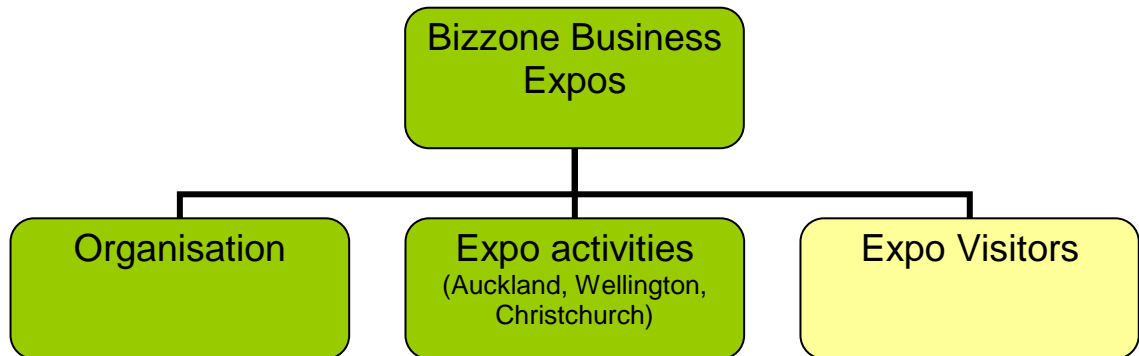 Bizzone Business
Expos
Organisation
Expo activities
(Auckland, Wellington,
Christchurch)
Expo Visitors